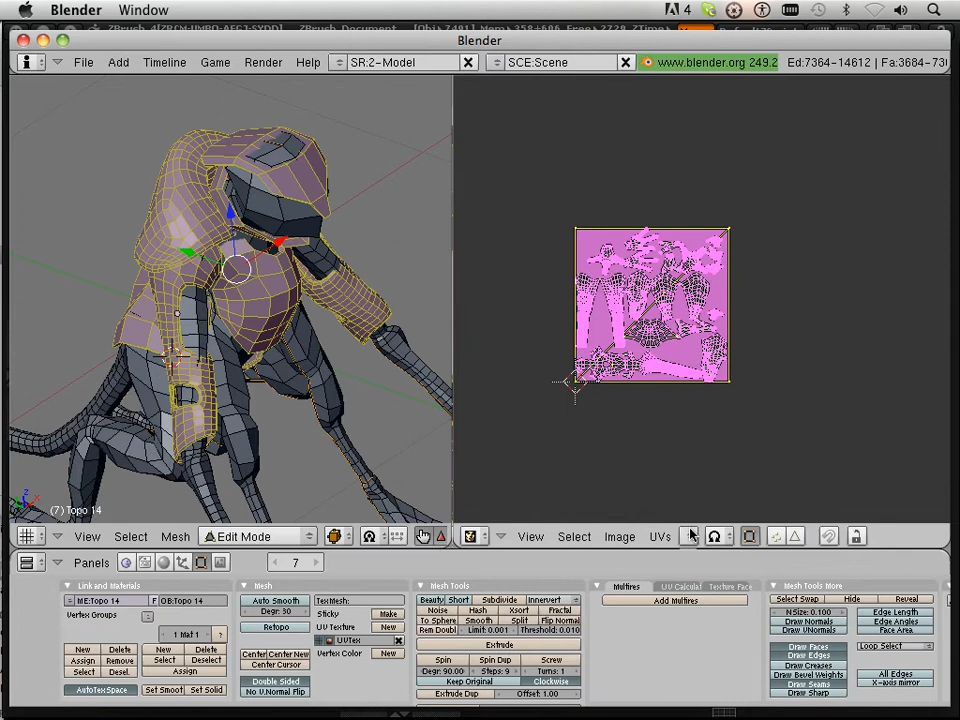 Blender Window 4
Blender
File Add Timeline Game Render Help SR:2-Model SCE:Scene www.blender.org 249.2 Ed:7364-14612 | Fa:3684-73
(7) Topo 14
View Select Mesh Edit Mode View Select Image UVs
Panels 7
Link and Materials Mesh Mesh Tools Multires UV Calculat Texture Face Mesh Tools More
ME:Topo 14 F OB:Topo 14 Auto Smooth TexMesh: Beauty Short Subdivide Innervert Add Multires Select Swap Hide Reveal
Vertex Groups Degr: 30 Sticky Make Noise Hash Xsort Fractal NSize: 0.100 Edge Length
Retopo UV Texture New To Sphere Smooth Split Flip Normal Draw Normals Edge Angles
1 Mat 1 ? UVTex Rem Doubl Limit: 0.001 Threshold: 0.010 Draw VNormals Face Area
New Delete New Delete Center Center New Vertex Color New Extrude Draw Faces Loop Select
Assign Remove Select Deselect Center Cursor Spin Spin Dup Screw Draw Edges
Select Desel. Assign Double Sided Degr: 90.00 Steps: 9 Turns: 1 Draw Creases All Edges
AutoTexSpace Set Smoot Set Solid No V.Normal Flip Keep Original Clockwise Draw Bevel Weights X-axis mirror
Extrude Dup Offset: 1.00 Draw Seams
Draw Sharp